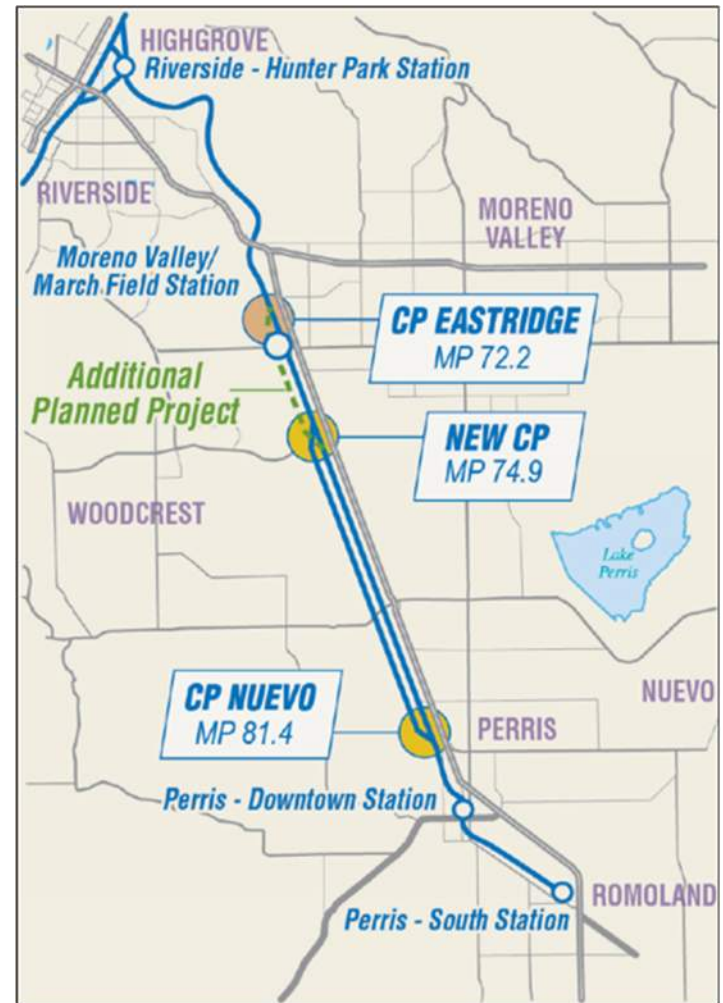 HIGHGROVE
Riverside - Hunter Park Station
RIVERSIDE
MORENO
VALLEY
Moreno Valley/
March Field Station
CP EASTRIDGE
MP 72.2
Additional
Planned Project
NEW CP
MP 74.9
WOODCREST
Lake
Perris
NUEVO
CP NUEVO
MP 81.4
PERRIS
Perris - Downtown Station
ROMOLAND
Perris - South Station